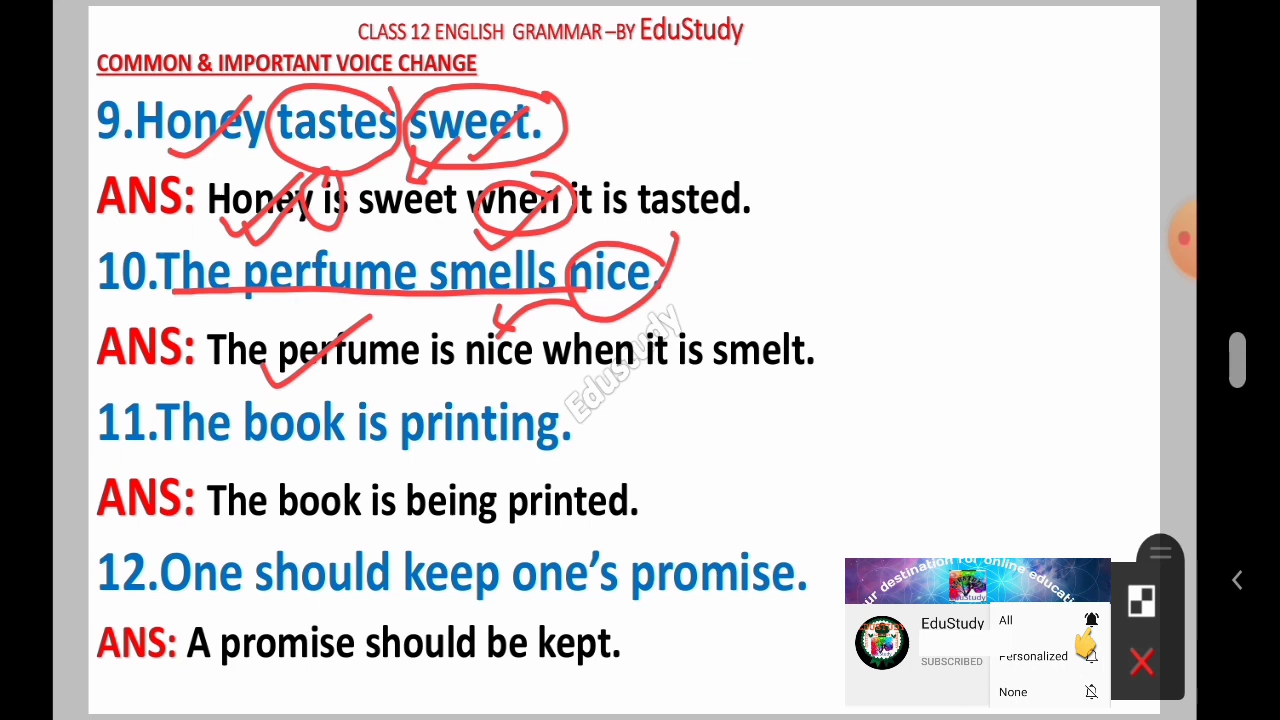 CLASS 12 ENGLISH GRAMMAR –BY EduStudy
COMMON & IMPORTANT VOICE CHANGE
9.Honey tastes sweet.
ANS: Honey is sweet when it is tasted.
10.The perfume smells nice.
ANS: The perfume is nice when it is smelt.
Edustudy
11.The book is printing.
ANS: The book is being printed.
12.One should keep one's promise.
ANS: A promise should be kept.
destination for online
EduStudy
SUBSCRIBED
All
Personalized
None